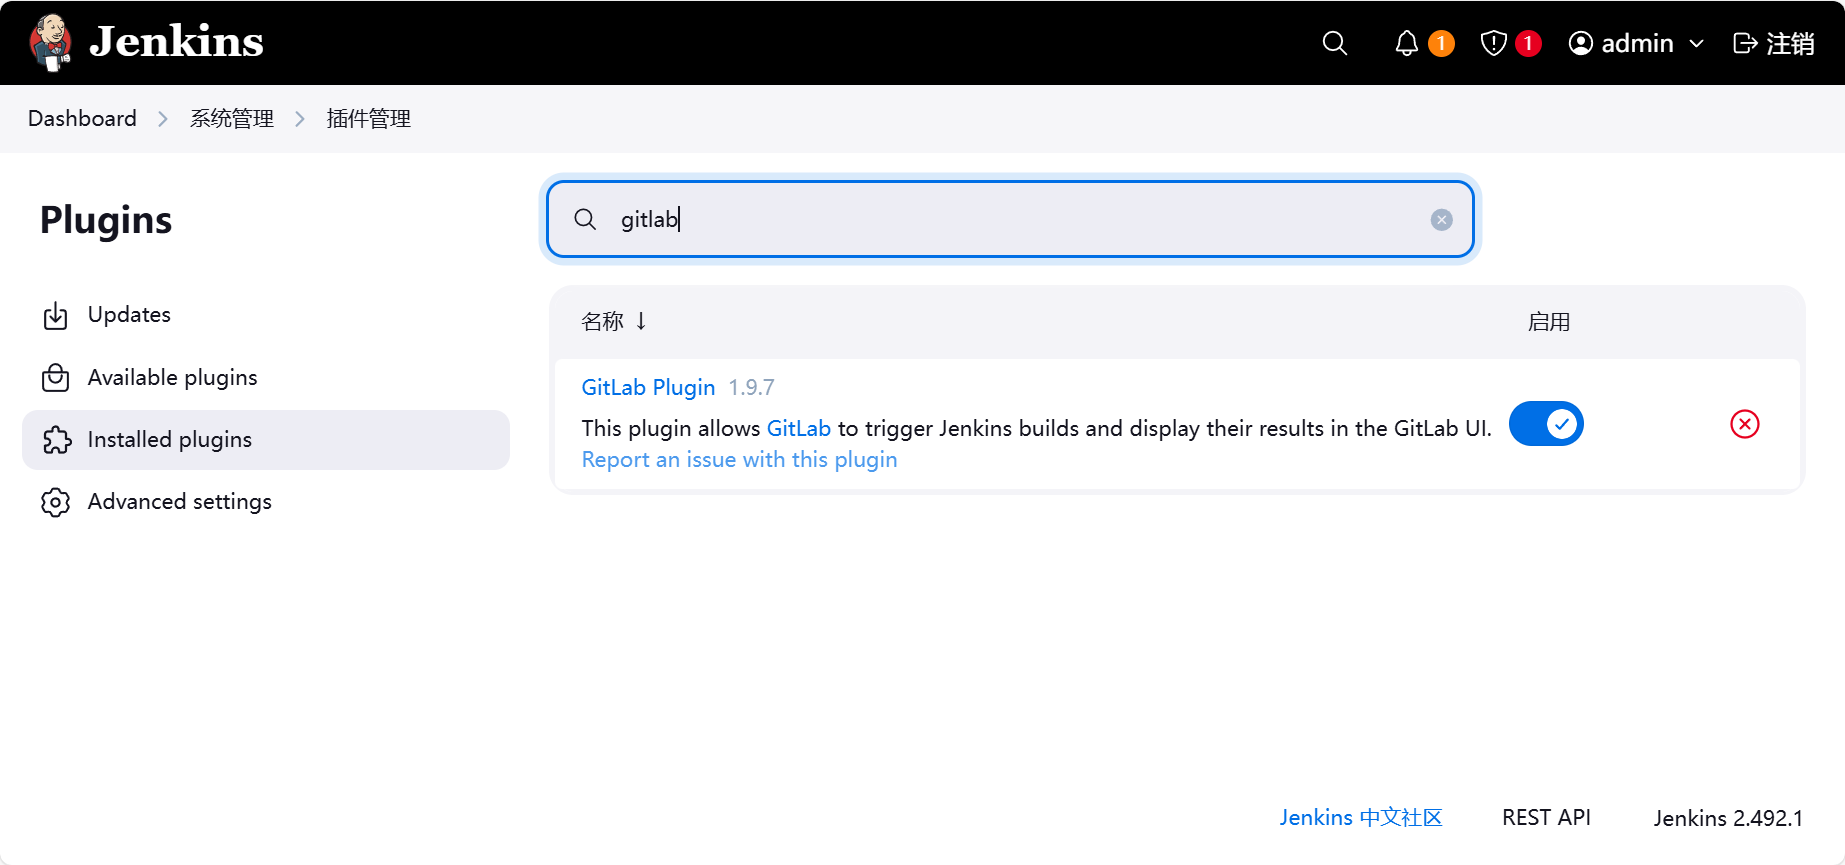 Jenkins
1
1
admin
注销
Dashboard
系统管理
插件管理
Plugins
gitlab
Updates
Available plugins
Installed plugins
Advanced settings
名称 ↓
启用
GitLab Plugin 1.9.7
This plugin allows GitLab to trigger Jenkins builds and display their results in the GitLab UI.
Report an issue with this plugin
Jenkins 中文社区
REST API
Jenkins 2.492.1